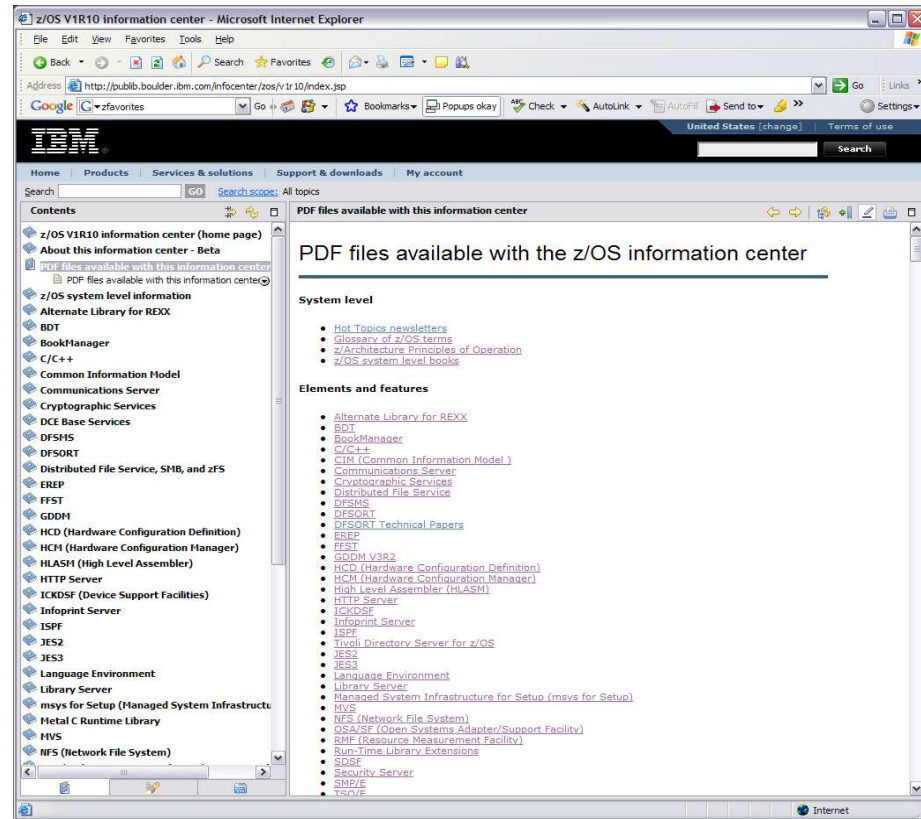 z/OS V1R10 information center - Microsoft Internet Explorer
File Edit View Favorites Tools Help
Back Search Favorites
Address http://publib.boulder.ibm.com/infocenter/zos/v1r10/index.jsp Go Links »
Google G zfavorites Go Bookmarks Popups okay ABC Check AutoLink AutoFill Send to » Settings
United States [change] | Terms of use
IBM® Search
Home | Products | Services & solutions | Support & downloads | My account
Search GO Search scope: All topics
Contents
z/OS V1R10 information center (home page)
About this information center - Beta
PDF files available with this information center
PDF files available with this information center
z/OS system level information
Alternate Library for REXX
BDT
BookManager
C/C++
Common Information Model
Communications Server
Cryptographic Services
DCE Base Services
DFSMS
DFSORT
Distributed File Service, SMB, and zFS
EREP
FFST
GDDM
HCD (Hardware Configuration Definition)
HCM (Hardware Configuration Manager)
HLASM (High Level Assembler)
HTTP Server
ICKDSF (Device Support Facilities)
Infoprint Server
ISPF
JES2
JES3
Language Environment
Library Server
msys for Setup (Managed System Infrastructu
Metal C Runtime Library
MVS
NFS (Network File System)
PDF files available with this information center
PDF files available with the z/OS information center
System level
• Hot Topics newsletters
• Glossary of z/OS terms
• z/Architecture Principles of Operation
• z/OS system level books
Elements and features
• Alternate Library for REXX
• BDT
• BookManager
• C/C++
• CIM (Common Information Model )
• Communications Server
• Cryptographic Services
• Distributed File Service
• DFSMS
• DFSORT
• DFSORT Technical Papers
• EREP
• FFST
• GDDM V3R2
• HCD (Hardware Configuration Definition)
• HCM (Hardware Configuration Manager)
• High Level Assembler (HLASM)
• HTTP Server
• ICKDSF
• Infoprint Server
• ISPF
• Tivoli Directory Server for z/OS
• JES2
• JES3
• Language Environment
• Library Server
• Managed System Infrastructure for Setup (msys for Setup)
• MVS
• NFS (Network File System)
• OSA/SF (Open Systems Adapter/Support Facility)
• RMF (Resource Measurement Facility)
• Run-Time Library Extensions
• SDSF
• Security Server
• SMP/E
• TSO/E
Internet